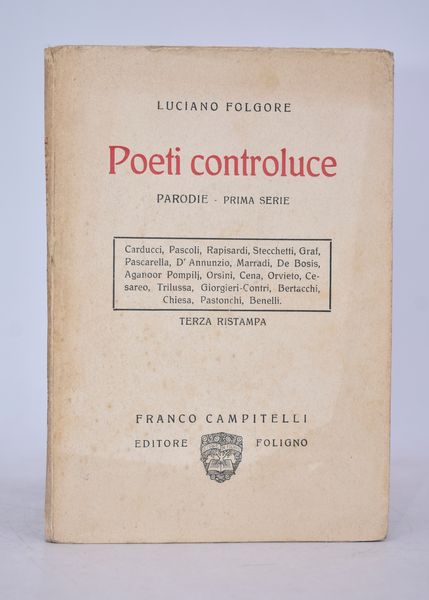 LUCIANO FOLGORE
Poeti controluce
PARODIE - PRIMA SERIE
Carducci, Pascoli, Rapisardi, Stecchetti, Graf,
Pascarella, D' Annunzio, Marradi, De Bosis,
Aganoor Pompilj, Orsini, Cena, Orvieto, Ce-
sareo, Trilussa, Giorgieri-Contri, Bertacchi,
Chiesa, Pastonchi, Benelli.
TERZA RISTAMPA
FRANCO CAMPITELLI
EDITORE FOLIGNO